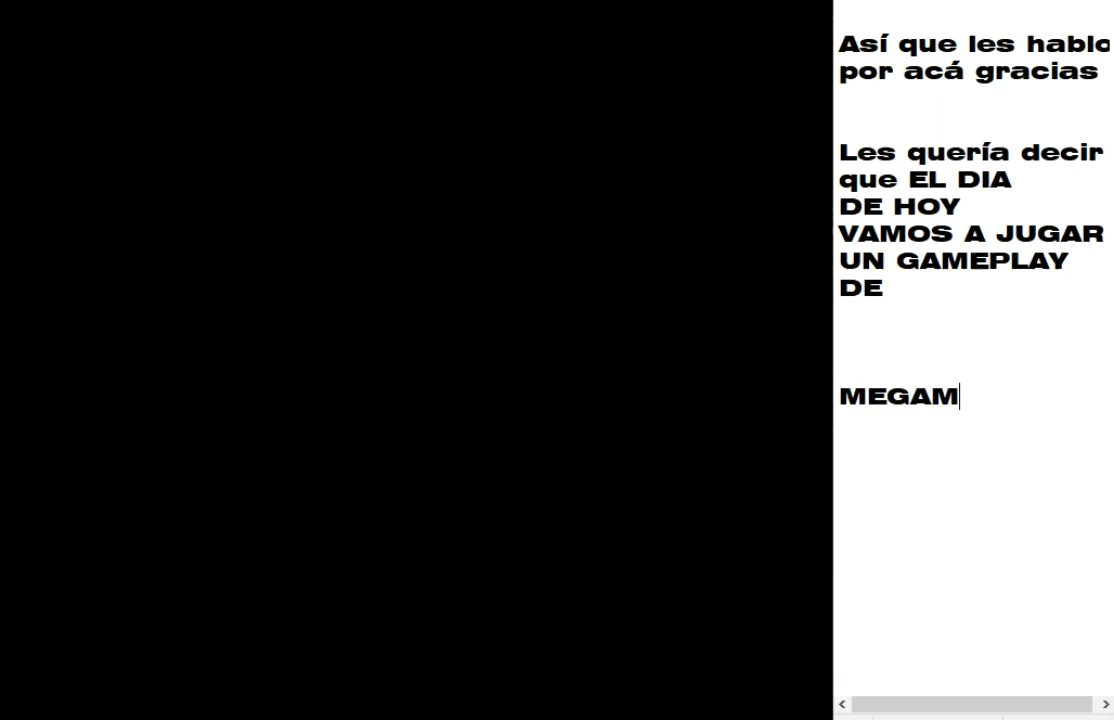 Así que les hablo
por acá gracias
Les quería decir
que EL DIA
DE HOY
VAMOS A JUGAR
UN GAMEPLAY
DE
MEGAM